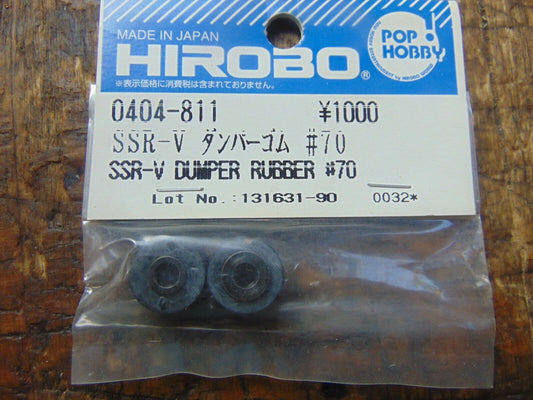 MADE IN JAPAN
HIROBO®
POP
HOBBY
※表示価格に消費税は含まれておりません。
0404-811 ¥1000
SSR-V ダンパーゴム #70
SSR-V DUMPER RUBBER #70
Lot No.:131631-90 0032*